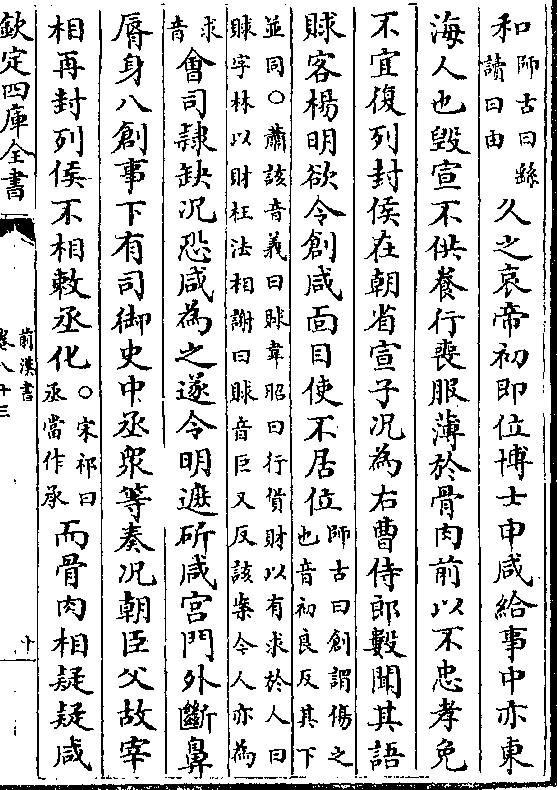 和師古曰繇讀曰由久之哀帝初即位博士申咸給事中亦東
海人也毀宣不供養行喪服薄於骨肉前以不忠孝免
不宜復列封侯在朝省宣子况為右曹侍郎數聞其語
賕客楊明欲令創咸面目使不居位師古曰創謂傷之也音初良反其下
並同○蕭該音義曰賕韋昭曰行貨財以有求於人曰賕字林以財枉法相謝曰賕音巨又反該案今人亦為
求音會司隸缺况恐咸為之遂令明遮斫咸宮門外斷鼻
脣身八創事下有司御史中丞衆等奏况朝臣父故宰
相再封列侯不相敕丞化○宋祁曰丞當作承而骨肉相疑疑咸
欽定四庫全書
前漢書
卷八十三
十